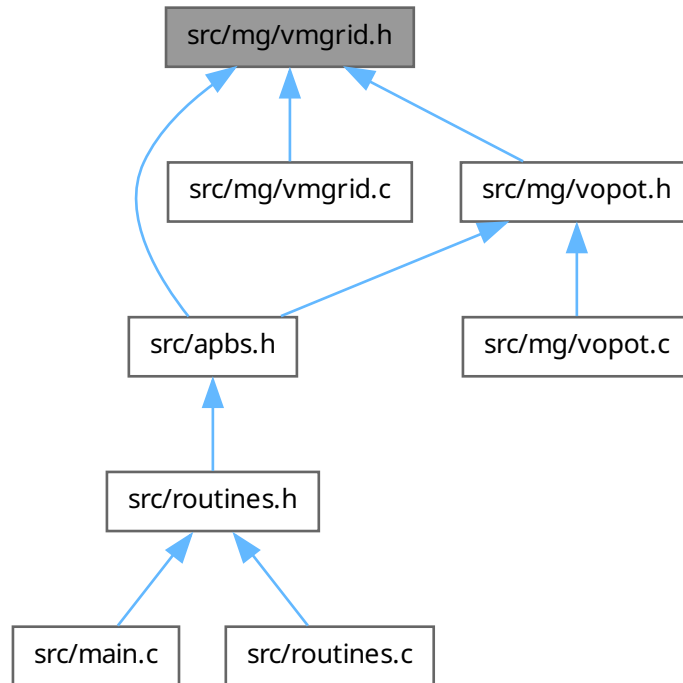 src/mg/vmgrid.h
src/mg/vmgrid.c
src/mg/vopot.h
src/apbs.h
src/mg/vopot.c
src/routines.h
src/main.c
src/routines.c